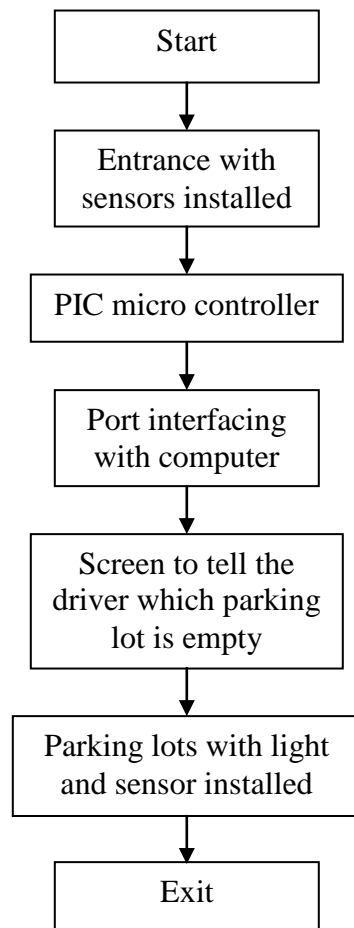 Start
Entrance with
sensors installed
PIC micro controller
Port interfacing
with computer
Screen to tell the
driver which parking
lot is empty
Parking lots with light
and sensor installed
Exit